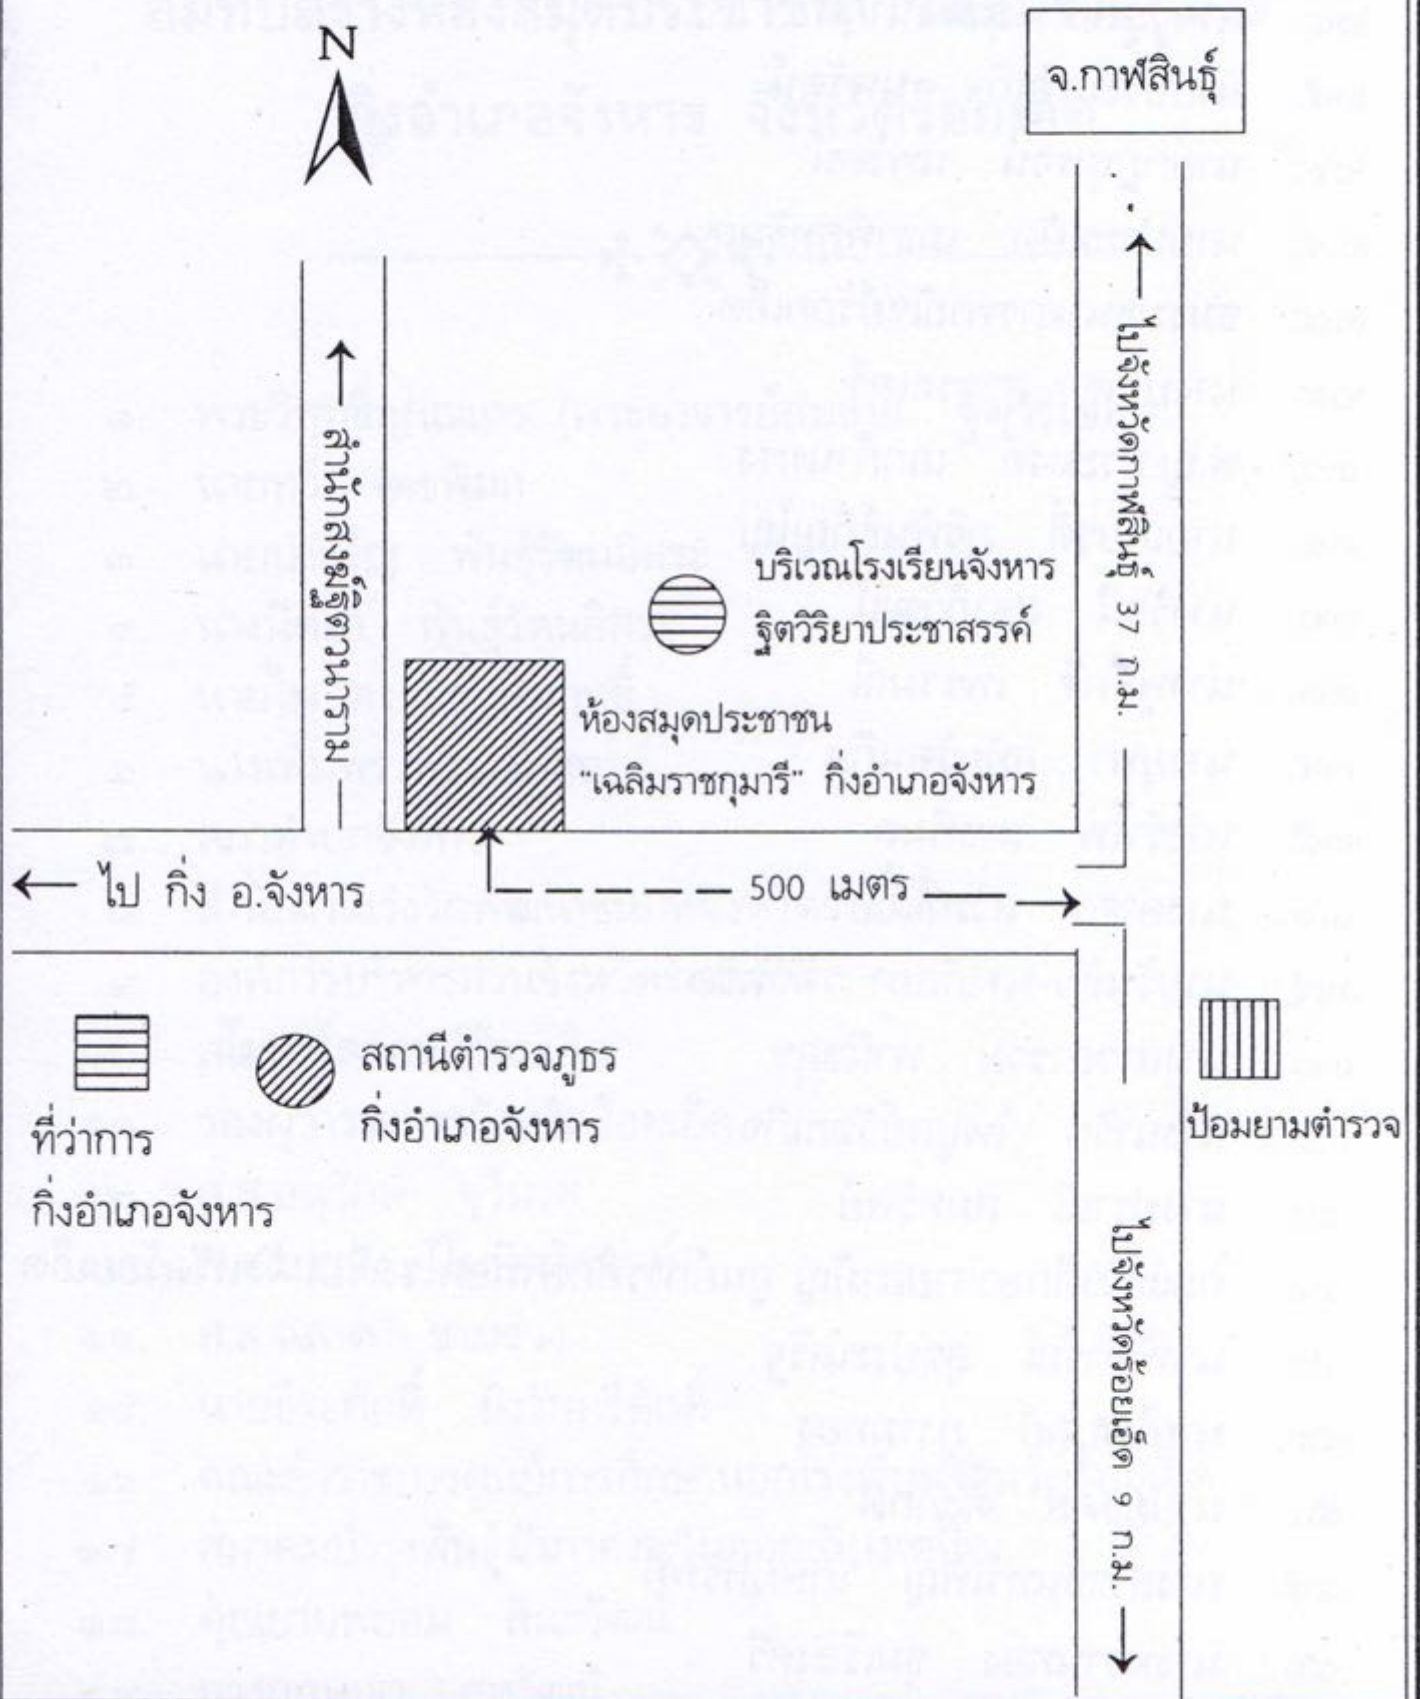 N
จ.กาฬสินธุ์
ไปจังหวัดกาฬสินธุ์ 37 ก.ม.
สำนักสงฆ์ฐิตวนาราม
บริเวณโรงเรียนจังหาร
ฐิตวิริยาประชาสรรค์
ห้องสมุดประชาชน
"เฉลิมราชกุมารี" กิ่งอำเภอจังหาร
ไป กิ่ง อ.จังหาร
500 เมตร
สถานีตำรวจภูธร
กิ่งอำเภอจังหาร
ที่ว่าการ
กิ่งอำเภอจังหาร
ป้อมยามตำรวจ
ไปจังหวัดร้อยเอ็ด 9 ก.ม.